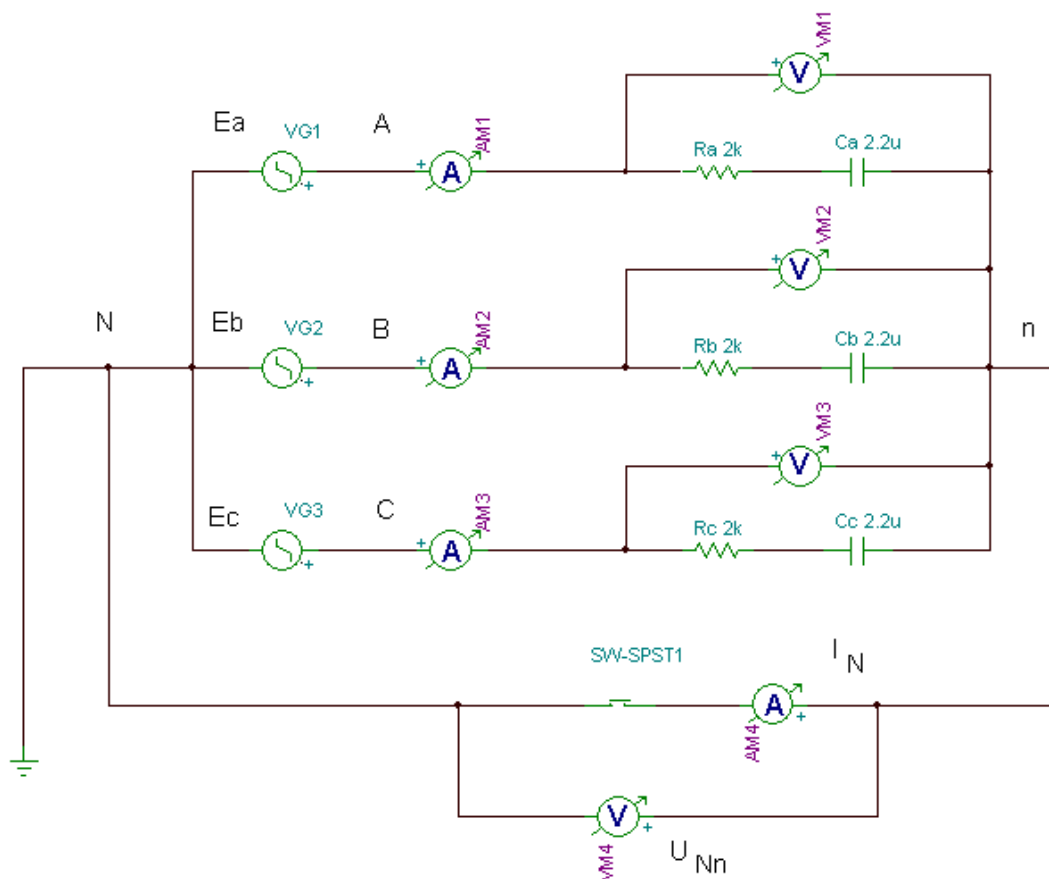 VM1
Ea
VG1
A
A
AM1
Ra 2k
Ca 2.2u
V
VM2
V
N
Eb
VG2
B
A
AM2
Rb 2k
Cb 2.2u
n
VM3
V
Ec
VG3
C
A
AM3
Rc 2k
Cc 2.2u
SW-SPST1
I N
A
AM4
V
VM4
U Nn